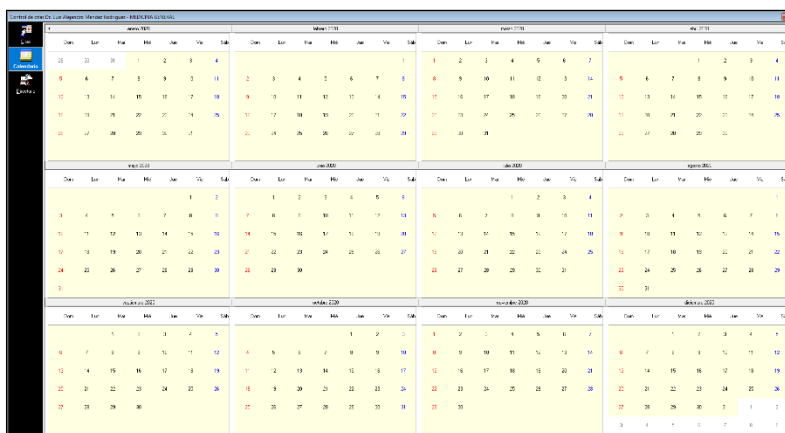 Control de citas Dr. Luis Alejandro Mendez Rodriguez - MEDICINA GENERAL
Calendario
enero 2020
Dom Lun Mar Mié Jue Vie Sáb
29 30 31 1 2 3 4
5 6 7 8 9 10 11
12 13 14 15 16 17 18
19 20 21 22 23 24 25
26 27 28 29 30 31
febrero 2020
Dom Lun Mar Mié Jue Vie Sáb
1
2 3 4 5 6 7 8
9 10 11 12 13 14 15
16 17 18 19 20 21 22
23 24 25 26 27 28 29
marzo 2020
Dom Lun Mar Mié Jue Vie Sáb
1 2 3 4 5 6 7
8 9 10 11 12 13 14
15 16 17 18 19 20 21
22 23 24 25 26 27 28
29 30 31
abril 2020
Dom Lun Mar Mié Jue Vie Sáb
1 2 3 4
5 6 7 8 9 10 11
12 13 14 15 16 17 18
19 20 21 22 23 24 25
26 27 28 29 30
mayo 2020
Dom Lun Mar Mié Jue Vie Sáb
1 2
3 4 5 6 7 8 9
10 11 12 13 14 15 16
17 18 19 20 21 22 23
24 25 26 27 28 29 30
31
junio 2020
Dom Lun Mar Mié Jue Vie Sáb
1 2 3 4 5 6
7 8 9 10 11 12 13
14 15 16 17 18 19 20
21 22 23 24 25 26 27
28 29 30
julio 2020
Dom Lun Mar Mié Jue Vie Sáb
1 2 3 4
5 6 7 8 9 10 11
12 13 14 15 16 17 18
19 20 21 22 23 24 25
26 27 28 29 30 31
agosto 2020
Dom Lun Mar Mié Jue Vie Sáb
1
2 3 4 5 6 7 8
9 10 11 12 13 14 15
16 17 18 19 20 21 22
23 24 25 26 27 28 29
30 31
septiembre 2020
Dom Lun Mar Mié Jue Vie Sáb
1 2 3 4 5
6 7 8 9 10 11 12
13 14 15 16 17 18 19
20 21 22 23 24 25 26
27 28 29 30
octubre 2020
Dom Lun Mar Mié Jue Vie Sáb
1 2 3
4 5 6 7 8 9 10
11 12 13 14 15 16 17
18 19 20 21 22 23 24
25 26 27 28 29 30 31
noviembre 2020
Dom Lun Mar Mié Jue Vie Sáb
1 2 3 4 5 6 7
8 9 10 11 12 13 14
15 16 17 18 19 20 21
22 23 24 25 26 27 28
29 30
diciembre 2020
Dom Lun Mar Mié Jue Vie Sáb
1 2 3 4 5
6 7 8 9 10 11 12
13 14 15 16 17 18 19
20 21 22 23 24 25 26
27 28 29 30 31 1 2
3 4 5 6 7 8 9